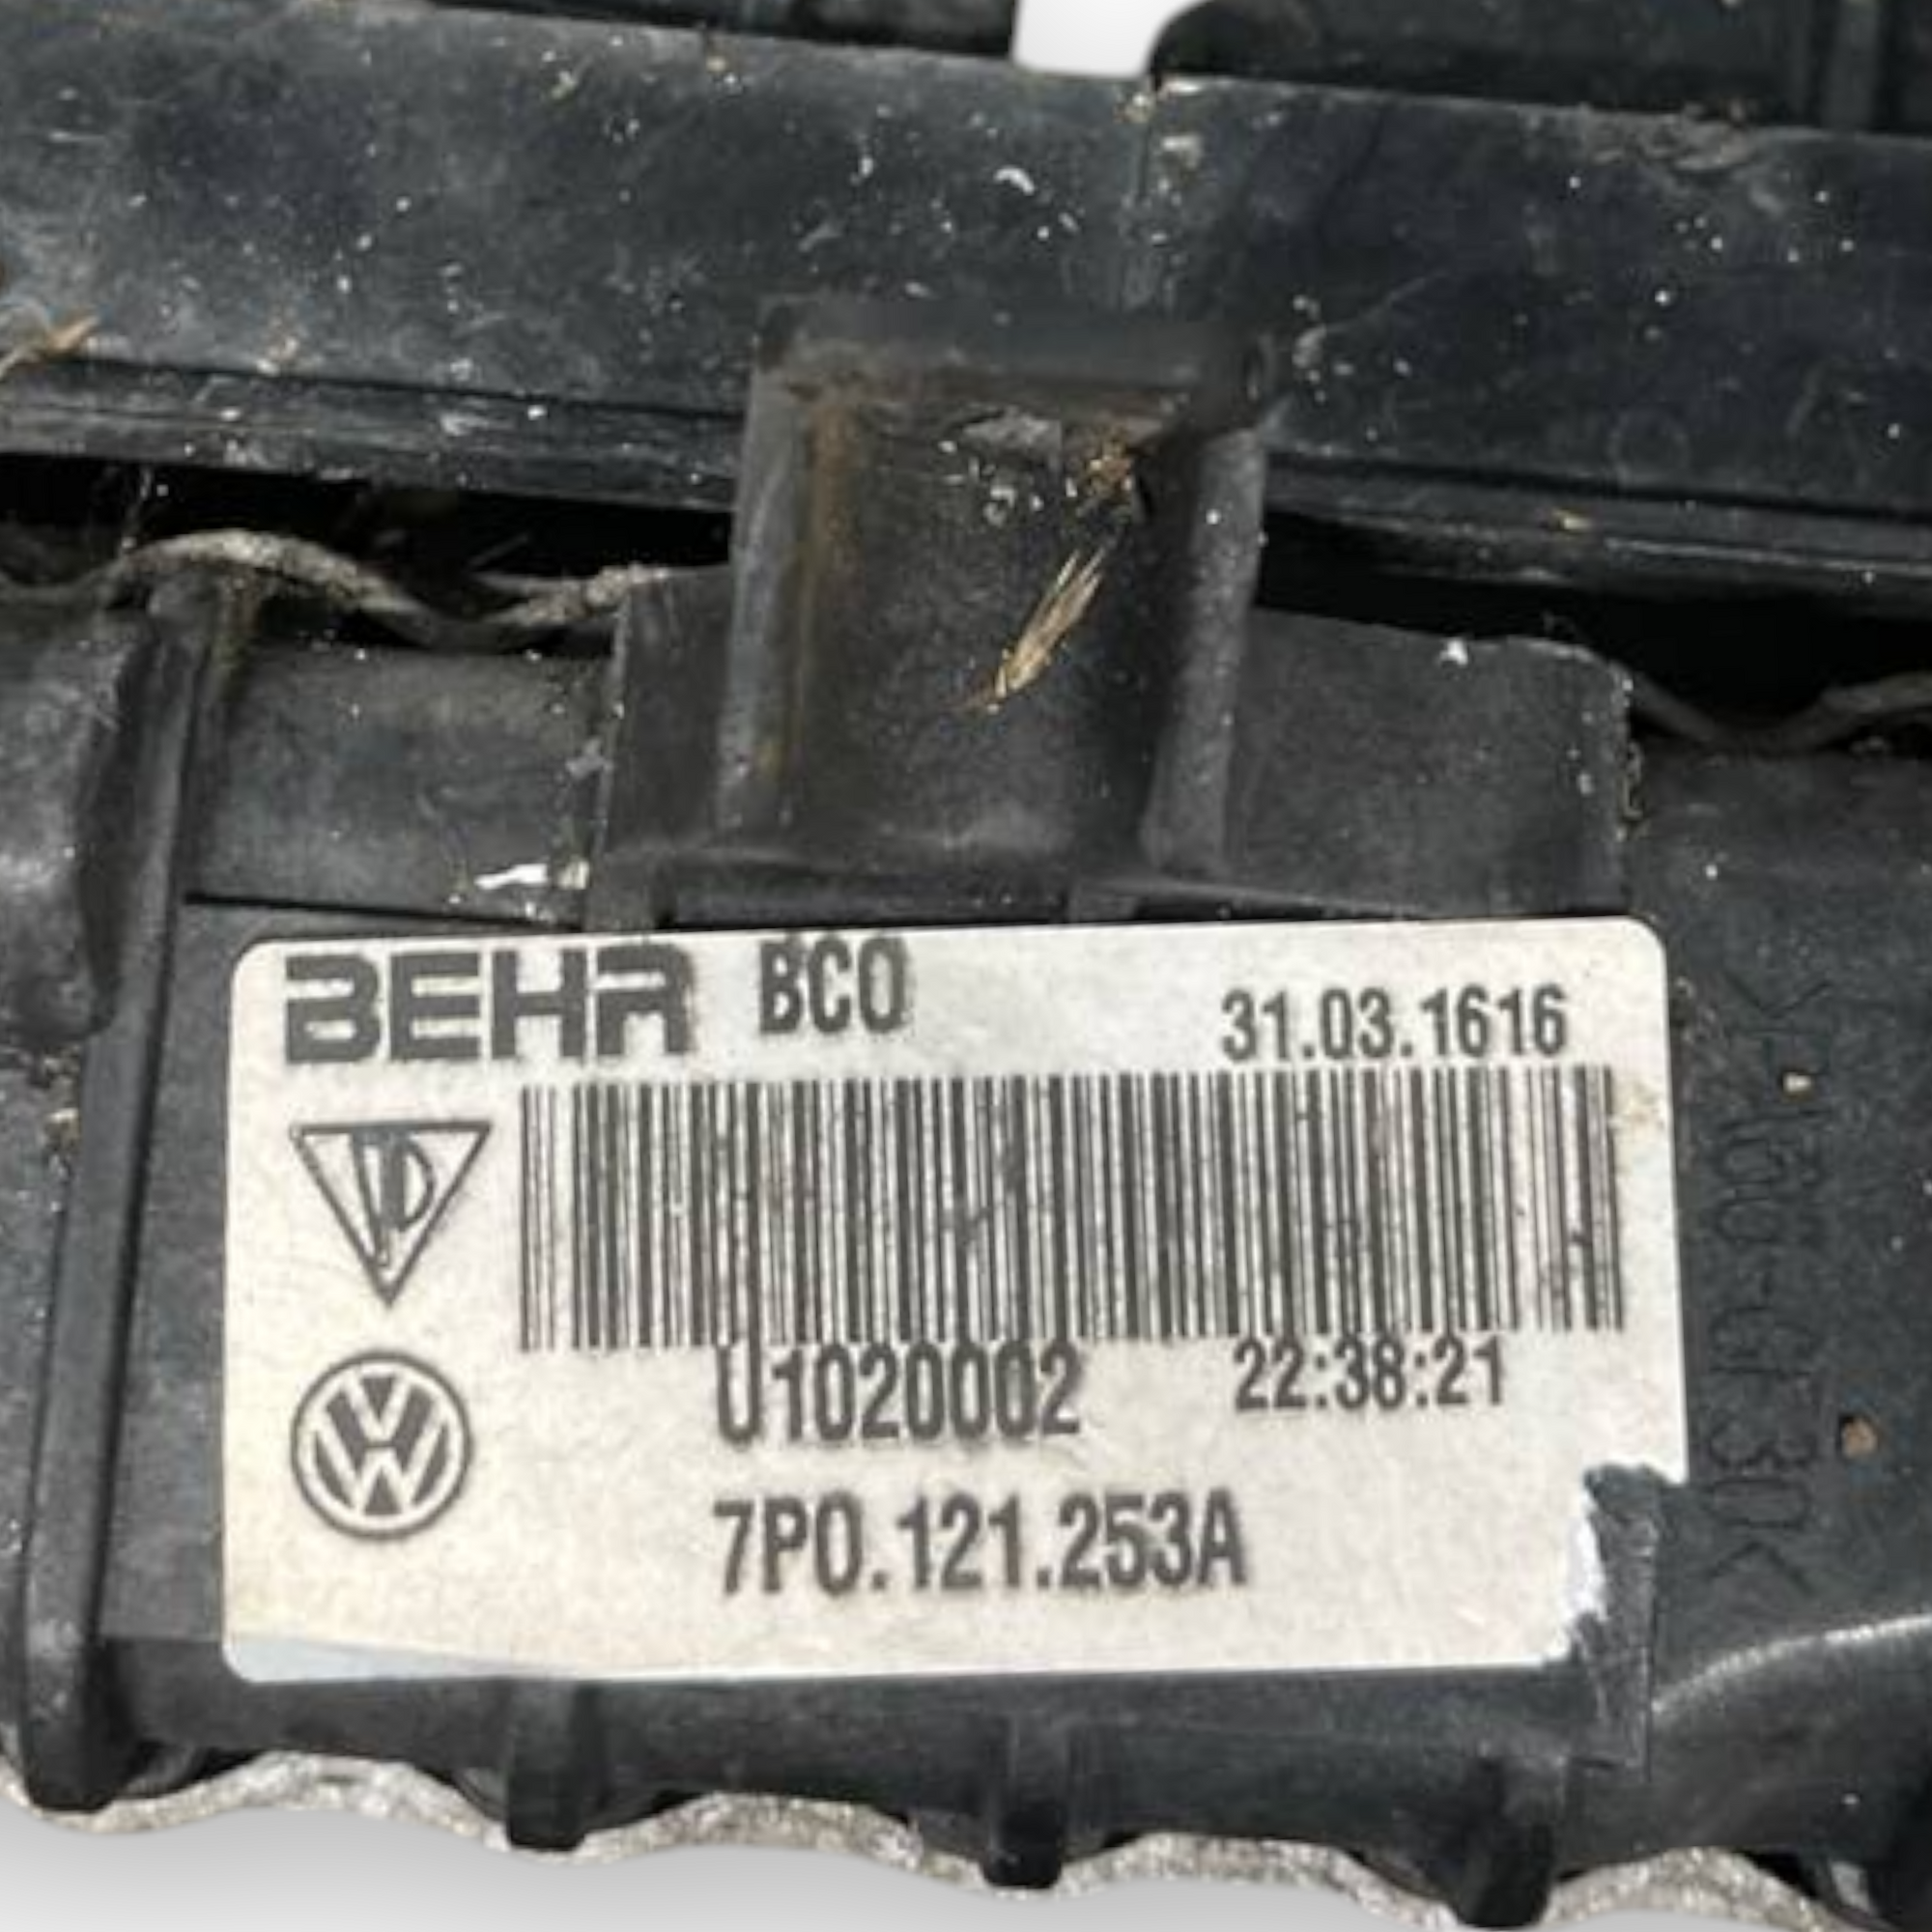 BEHR BCO
31.03.1616
U1020002 22:38:21
7P0.121.253A